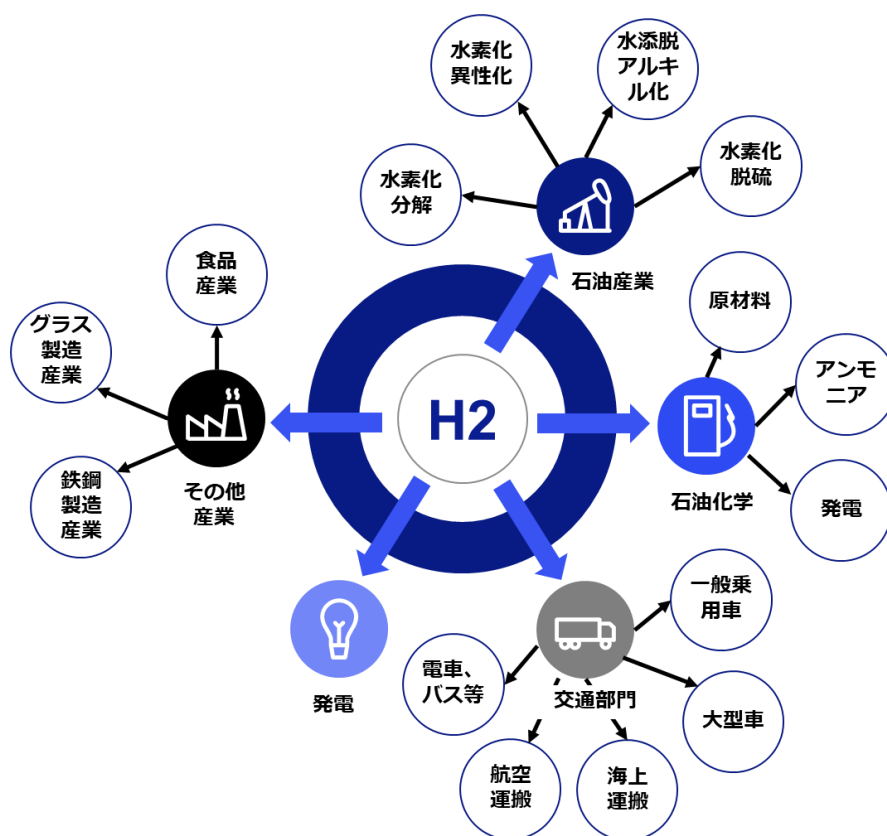 水素化
異性化
水添脱
アルキ
ル化
水素化
分解
水素化
脱硫
石油産業
食品
産業
グラス
製造
産業
鉄鋼
製造
産業
その他
産業
H2
原材料
アンモ
ニア
発電
石油化学
発電
一般乗
用車
電車、
バス等
大型車
交通部門
航空
運搬
海上
運搬